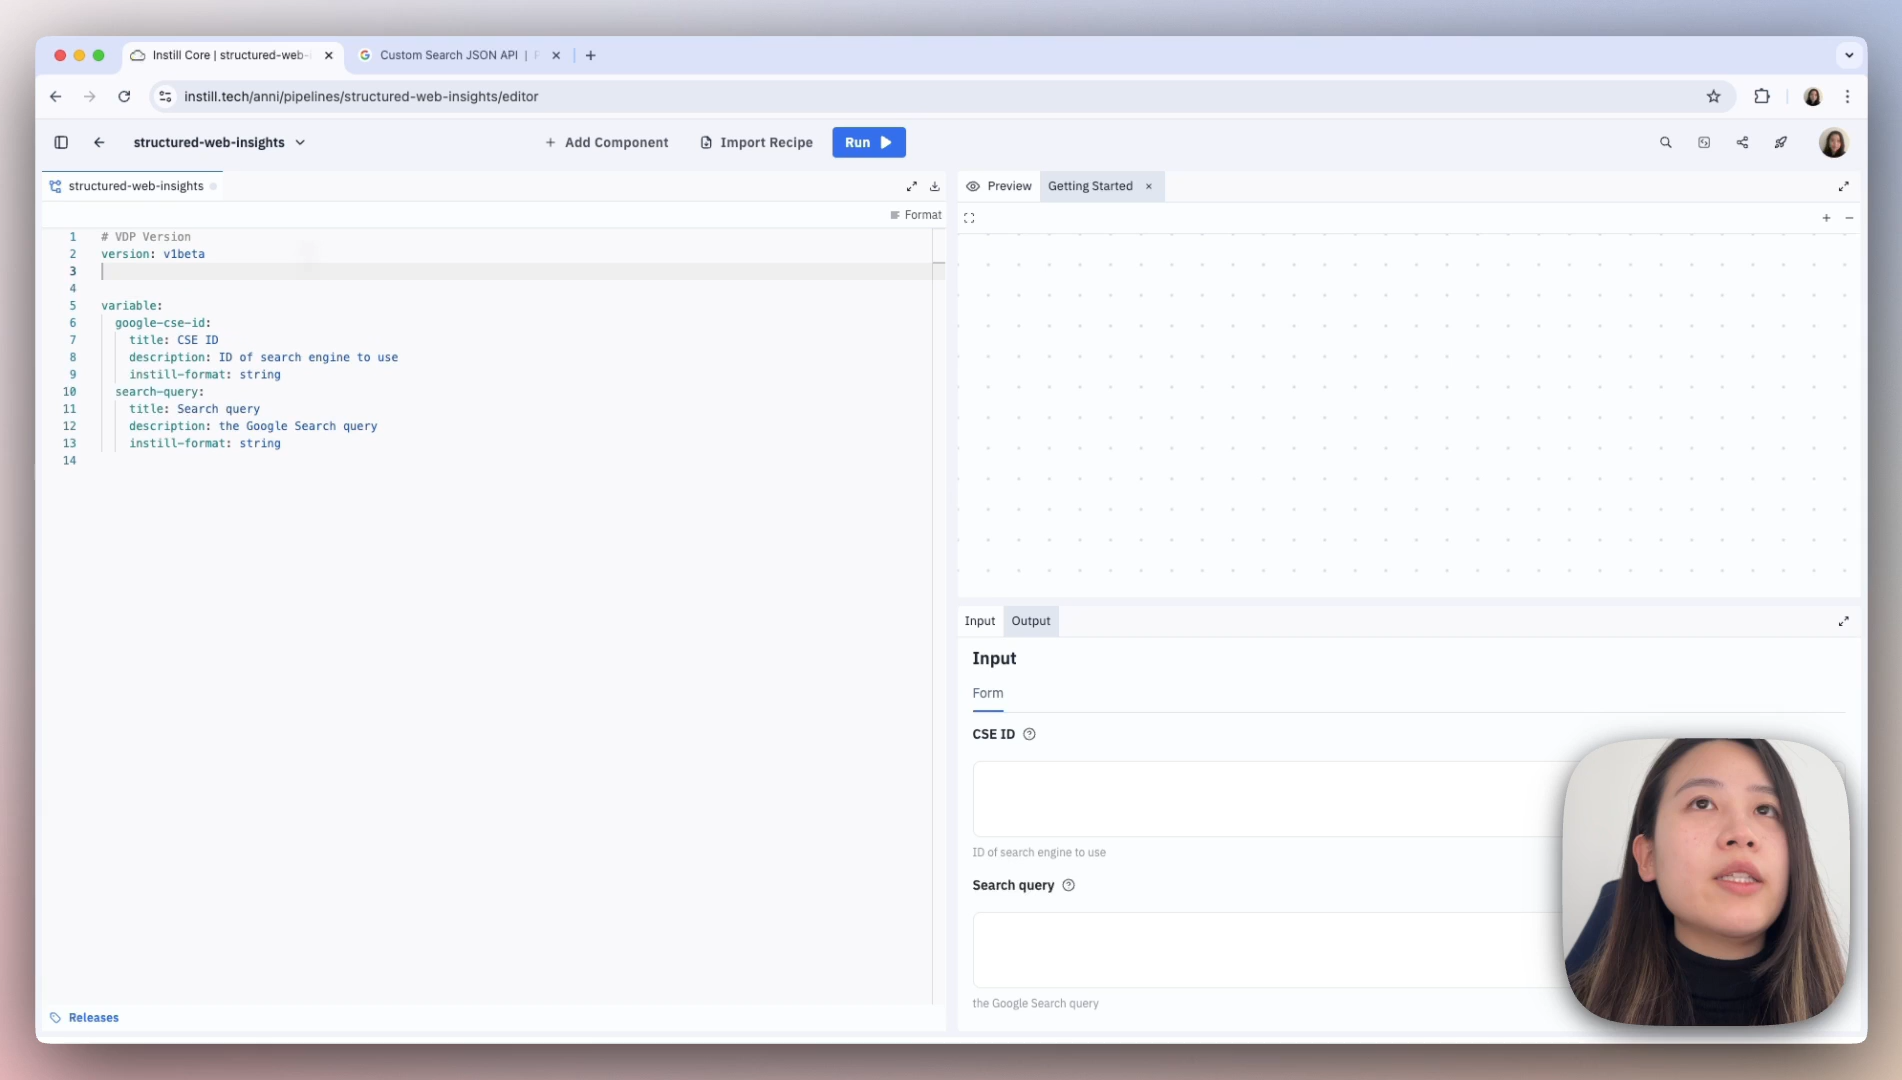 Instill Core | structured-web-
Custom Search JSON API |
instill.tech/anni/pipelines/structured-web-insights/editor
structured-web-insights
+ Add Component
Import Recipe
Run
structured-web-insights
Preview
Getting Started
Format
1 # VDP Version
2 version: v1beta
3
4
5 variable:
6 google-cse-id:
7 title: CSE ID
8 description: ID of search engine to use
9 instill-format: string
10 search-query:
11 title: Search query
12 description: the Google Search query
13 instill-format: string
14
Input
Output
Input
Form
CSE ID
ID of search engine to use
Search query
the Google Search query
Releases